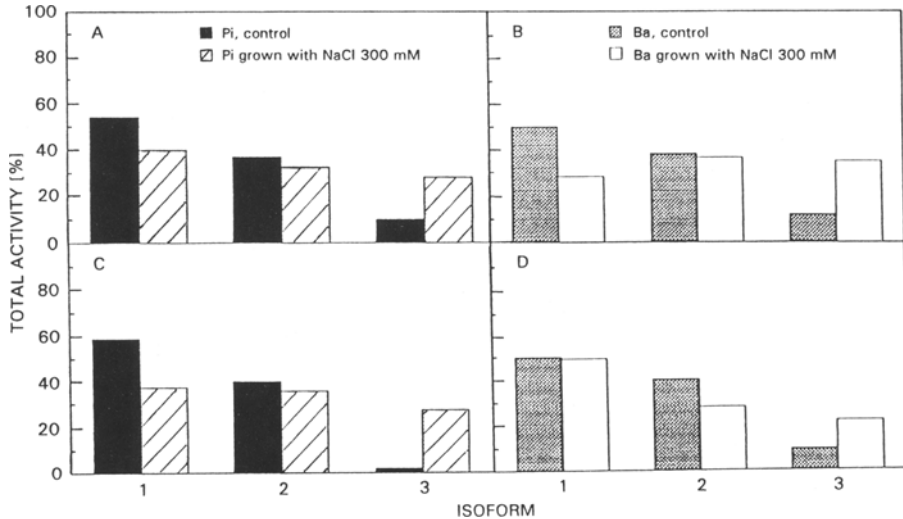 100
A
Pi, control
Pi grown with NaCl 300 mM
B
Ba, control
Ba grown with NaCl 300 mM
80
60
40
20
0
C
D
80
60
40
20
0
TOTAL ACTIVITY [%]
1 2 3 1 2 3
ISOFORM